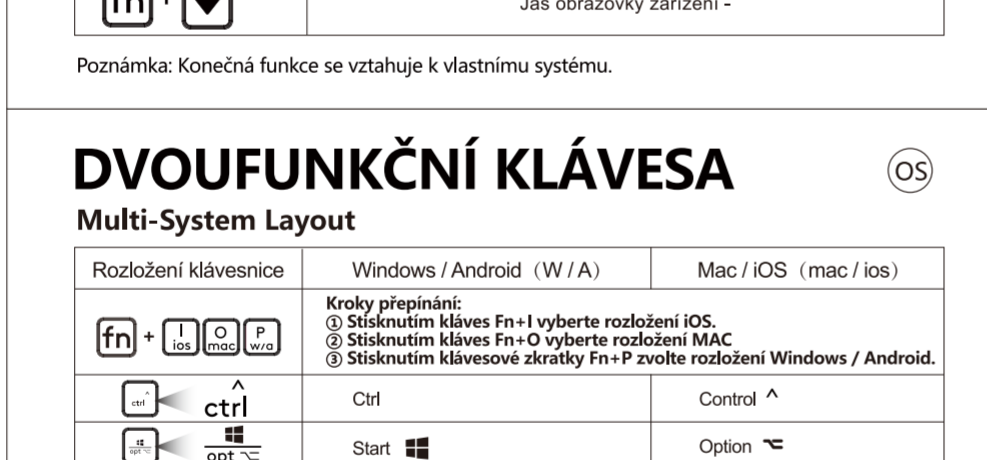 fn +
Jas obrazovky zařízení -
Poznámka: Konečná funkce se vztahuje k vlastnímu systému.
DVOUFUNKČNÍ KLÁVESA
OS
Multi-System Layout
Rozložení klávesnice Windows / Android (W / A) Mac / iOS (mac / ios)
fn + I ios O mac P w/a
Kroky přepínání:
① Stisknutím kláves Fn+I vyberte rozložení iOS.
② Stisknutím kláves Fn+O vyberte rozložení MAC
③ Stisknutím klávesové zkratky Fn+P zvolte rozložení Windows / Android.
ctrl ^ ctrl ^ Ctrl Control ^
opt ⌥ opt ⌥ Start Option ⌥